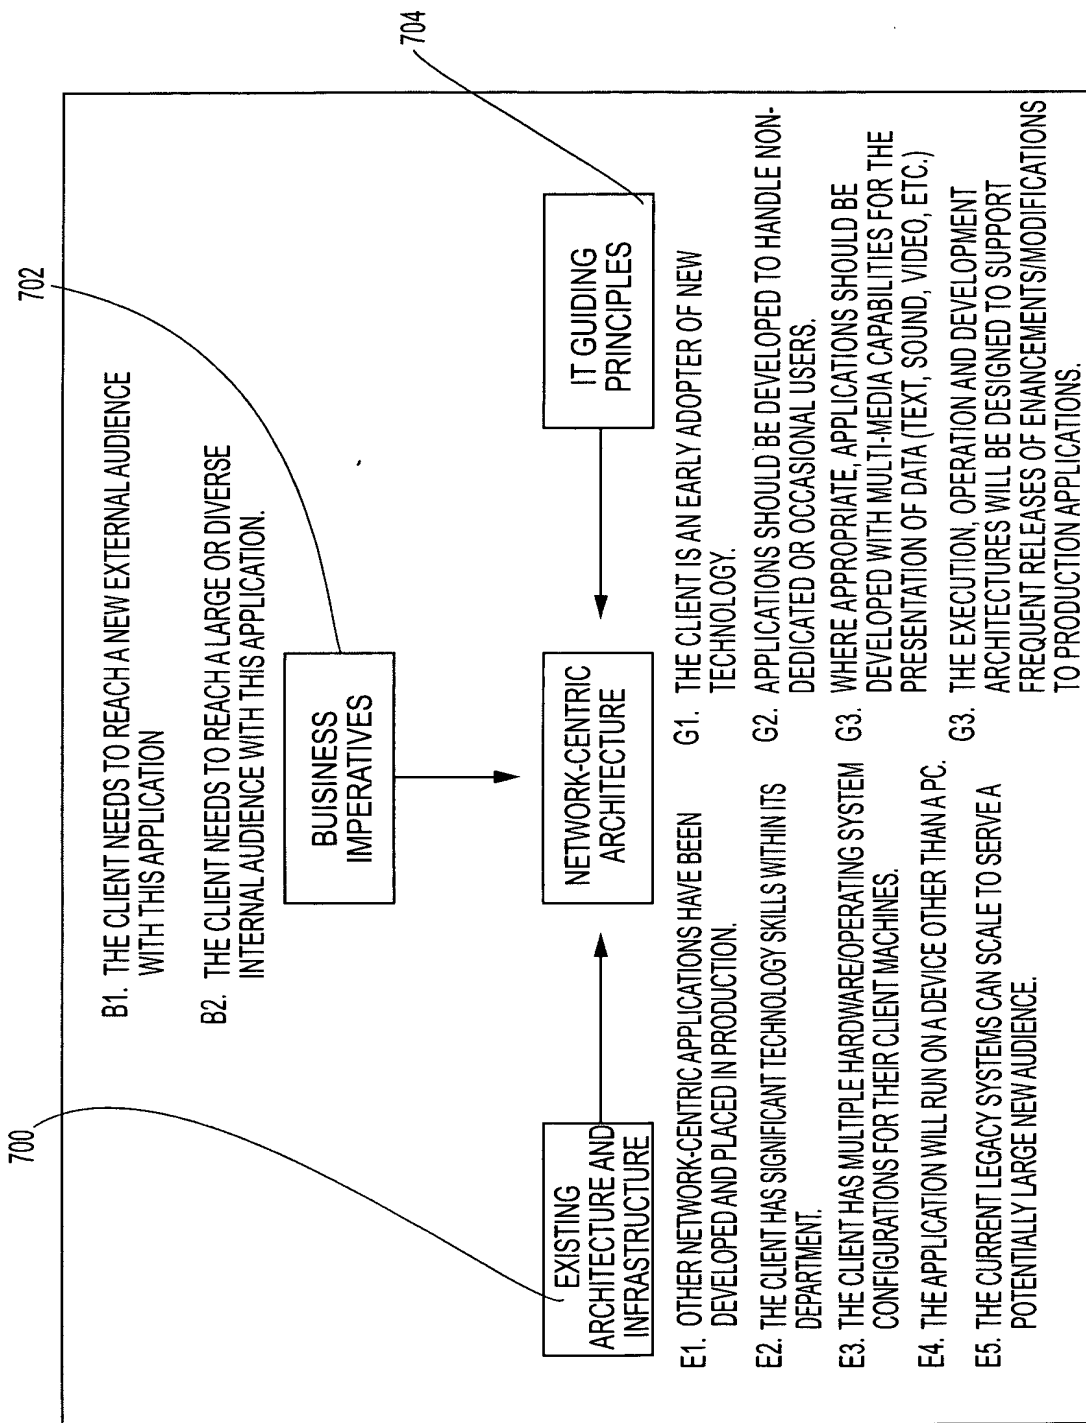 700
702
704
B1. THE CLIENT NEEDS TO REACH A NEW EXTERNAL AUDIENCE
WITH THIS APPLICATION
B2. THE CLIENT NEEDS TO REACH A LARGE OR DIVERSE
INTERNAL AUDIENCE WITH THIS APPLICATION.
BUISINESS
IMPERATIVES
EXISTING
ARCHITECTURE AND
INFRASTRUCTURE
NETWORK-CENTRIC
ARCHITECTURE
IT GUIDING
PRINCIPLES
E1. OTHER NETWORK-CENTRIC APPLICATIONS HAVE BEEN
DEVELOPED AND PLACED IN PRODUCTION.
E2. THE CLIENT HAS SIGNIFICANT TECHNOLOGY SKILLS WITHIN ITS
DEPARTMENT.
E3. THE CLIENT HAS MULTIPLE HARDWARE/OPERATING SYSTEM
CONFIGURATIONS FOR THEIR CLIENT MACHINES.
E4. THE APPLICATION WILL RUN ON A DEVICE OTHER THAN A PC.
E5. THE CURRENT LEGACY SYSTEMS CAN SCALE TO SERVE A
POTENTIALLY LARGE NEW AUDIENCE.
G1. THE CLIENT IS AN EARLY ADOPTER OF NEW
TECHNOLOGY.
G2. APPLICATIONS SHOULD BE DEVELOPED TO HANDLE NON-
DEDICATED OR OCCASIONAL USERS.
G3. WHERE APPROPRIATE, APPLICATIONS SHOULD BE
DEVELOPED WITH MULTI-MEDIA CAPABILITIES FOR THE
PRESENTATION OF DATA (TEXT, SOUND, VIDEO, ETC.)
G3. THE EXECUTION, OPERATION AND DEVELOPMENT
ARCHITECTURES WILL BE DESIGNED TO SUPPORT
FREQUENT RELEASES OF ENANCEMENTS/MODIFICATIONS
TO PRODUCTION APPLICATIONS.